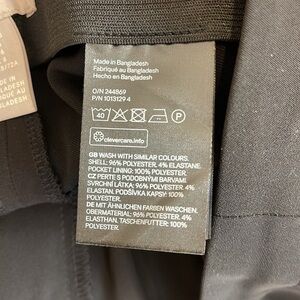 Made in Bangladesh
Fabriqué au Bangladesh
Hecho en Bangladesh
O/N 244869
P/N 1013129 4
40
P
clevercare.info
GB WASH WITH SIMILAR COLOURS.
SHELL: 96% POLYESTER, 4% ELASTANE.
POCKET LINING: 100% POLYESTER.
CZ PERTE S PODOBNÝMI BARVAMI
SVRCHNÍ LÁTKA: 96% POLYESTER, 4%
ELASTAN. PODŠÍVKA KAPSY: 100%
POLYESTER.
DE MIT ÄHNLICHEN FARBEN WASCHEN.
OBERMATERIAL: 96% POLYESTER, 4%
ELASTAN. TASCHENFUTTER: 100%
POLYESTER.